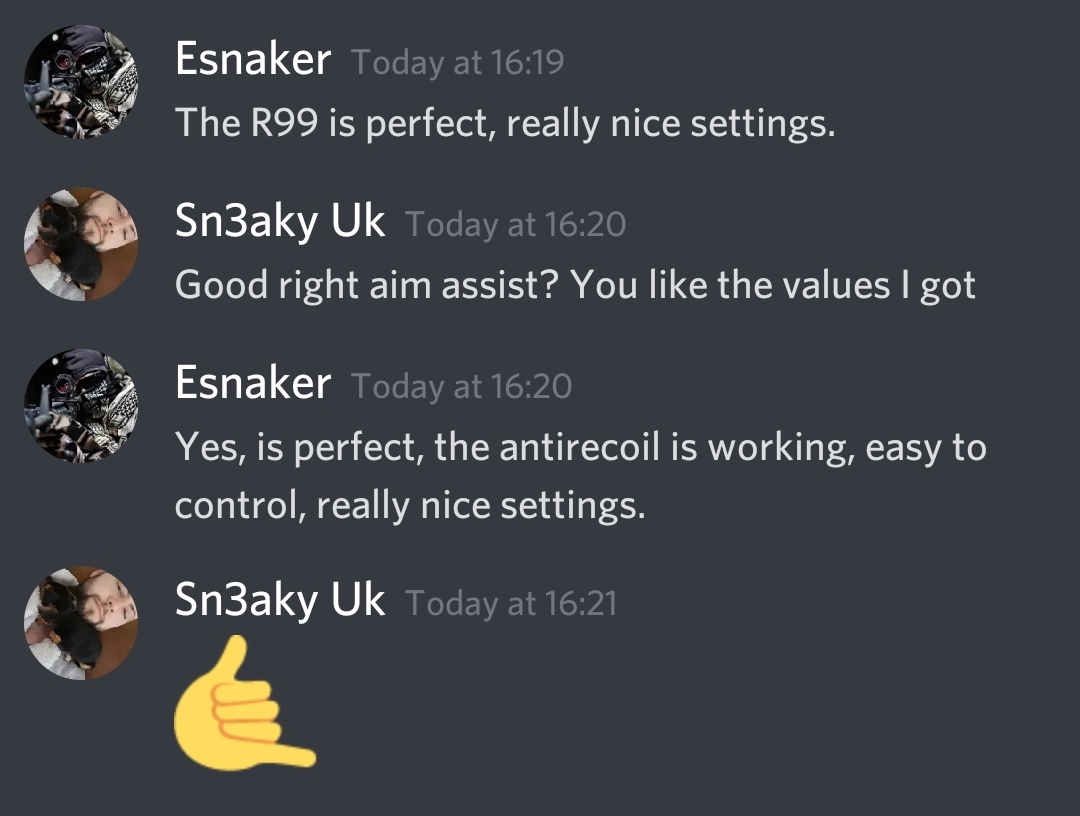 Esnaker Today at 16:19
The R99 is perfect, really nice settings.
Sn3aky Uk Today at 16:20
Good right aim assist? You like the values I got
Esnaker Today at 16:20
Yes, is perfect, the antirecoil is working, easy to
control, really nice settings.
Sn3aky Uk Today at 16:21